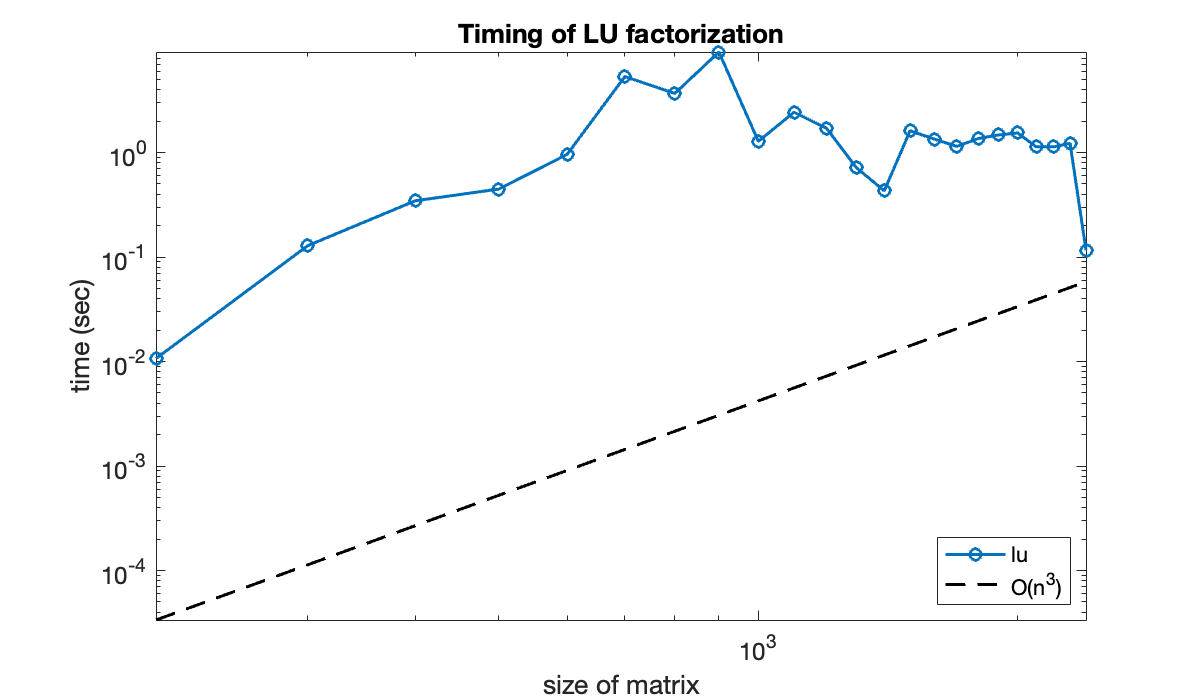 Timing of LU factorization
time (sec)
10^0
10^-1
10^-2
10^-3
10^-4
10^3
size of matrix
lu
O(n^3)